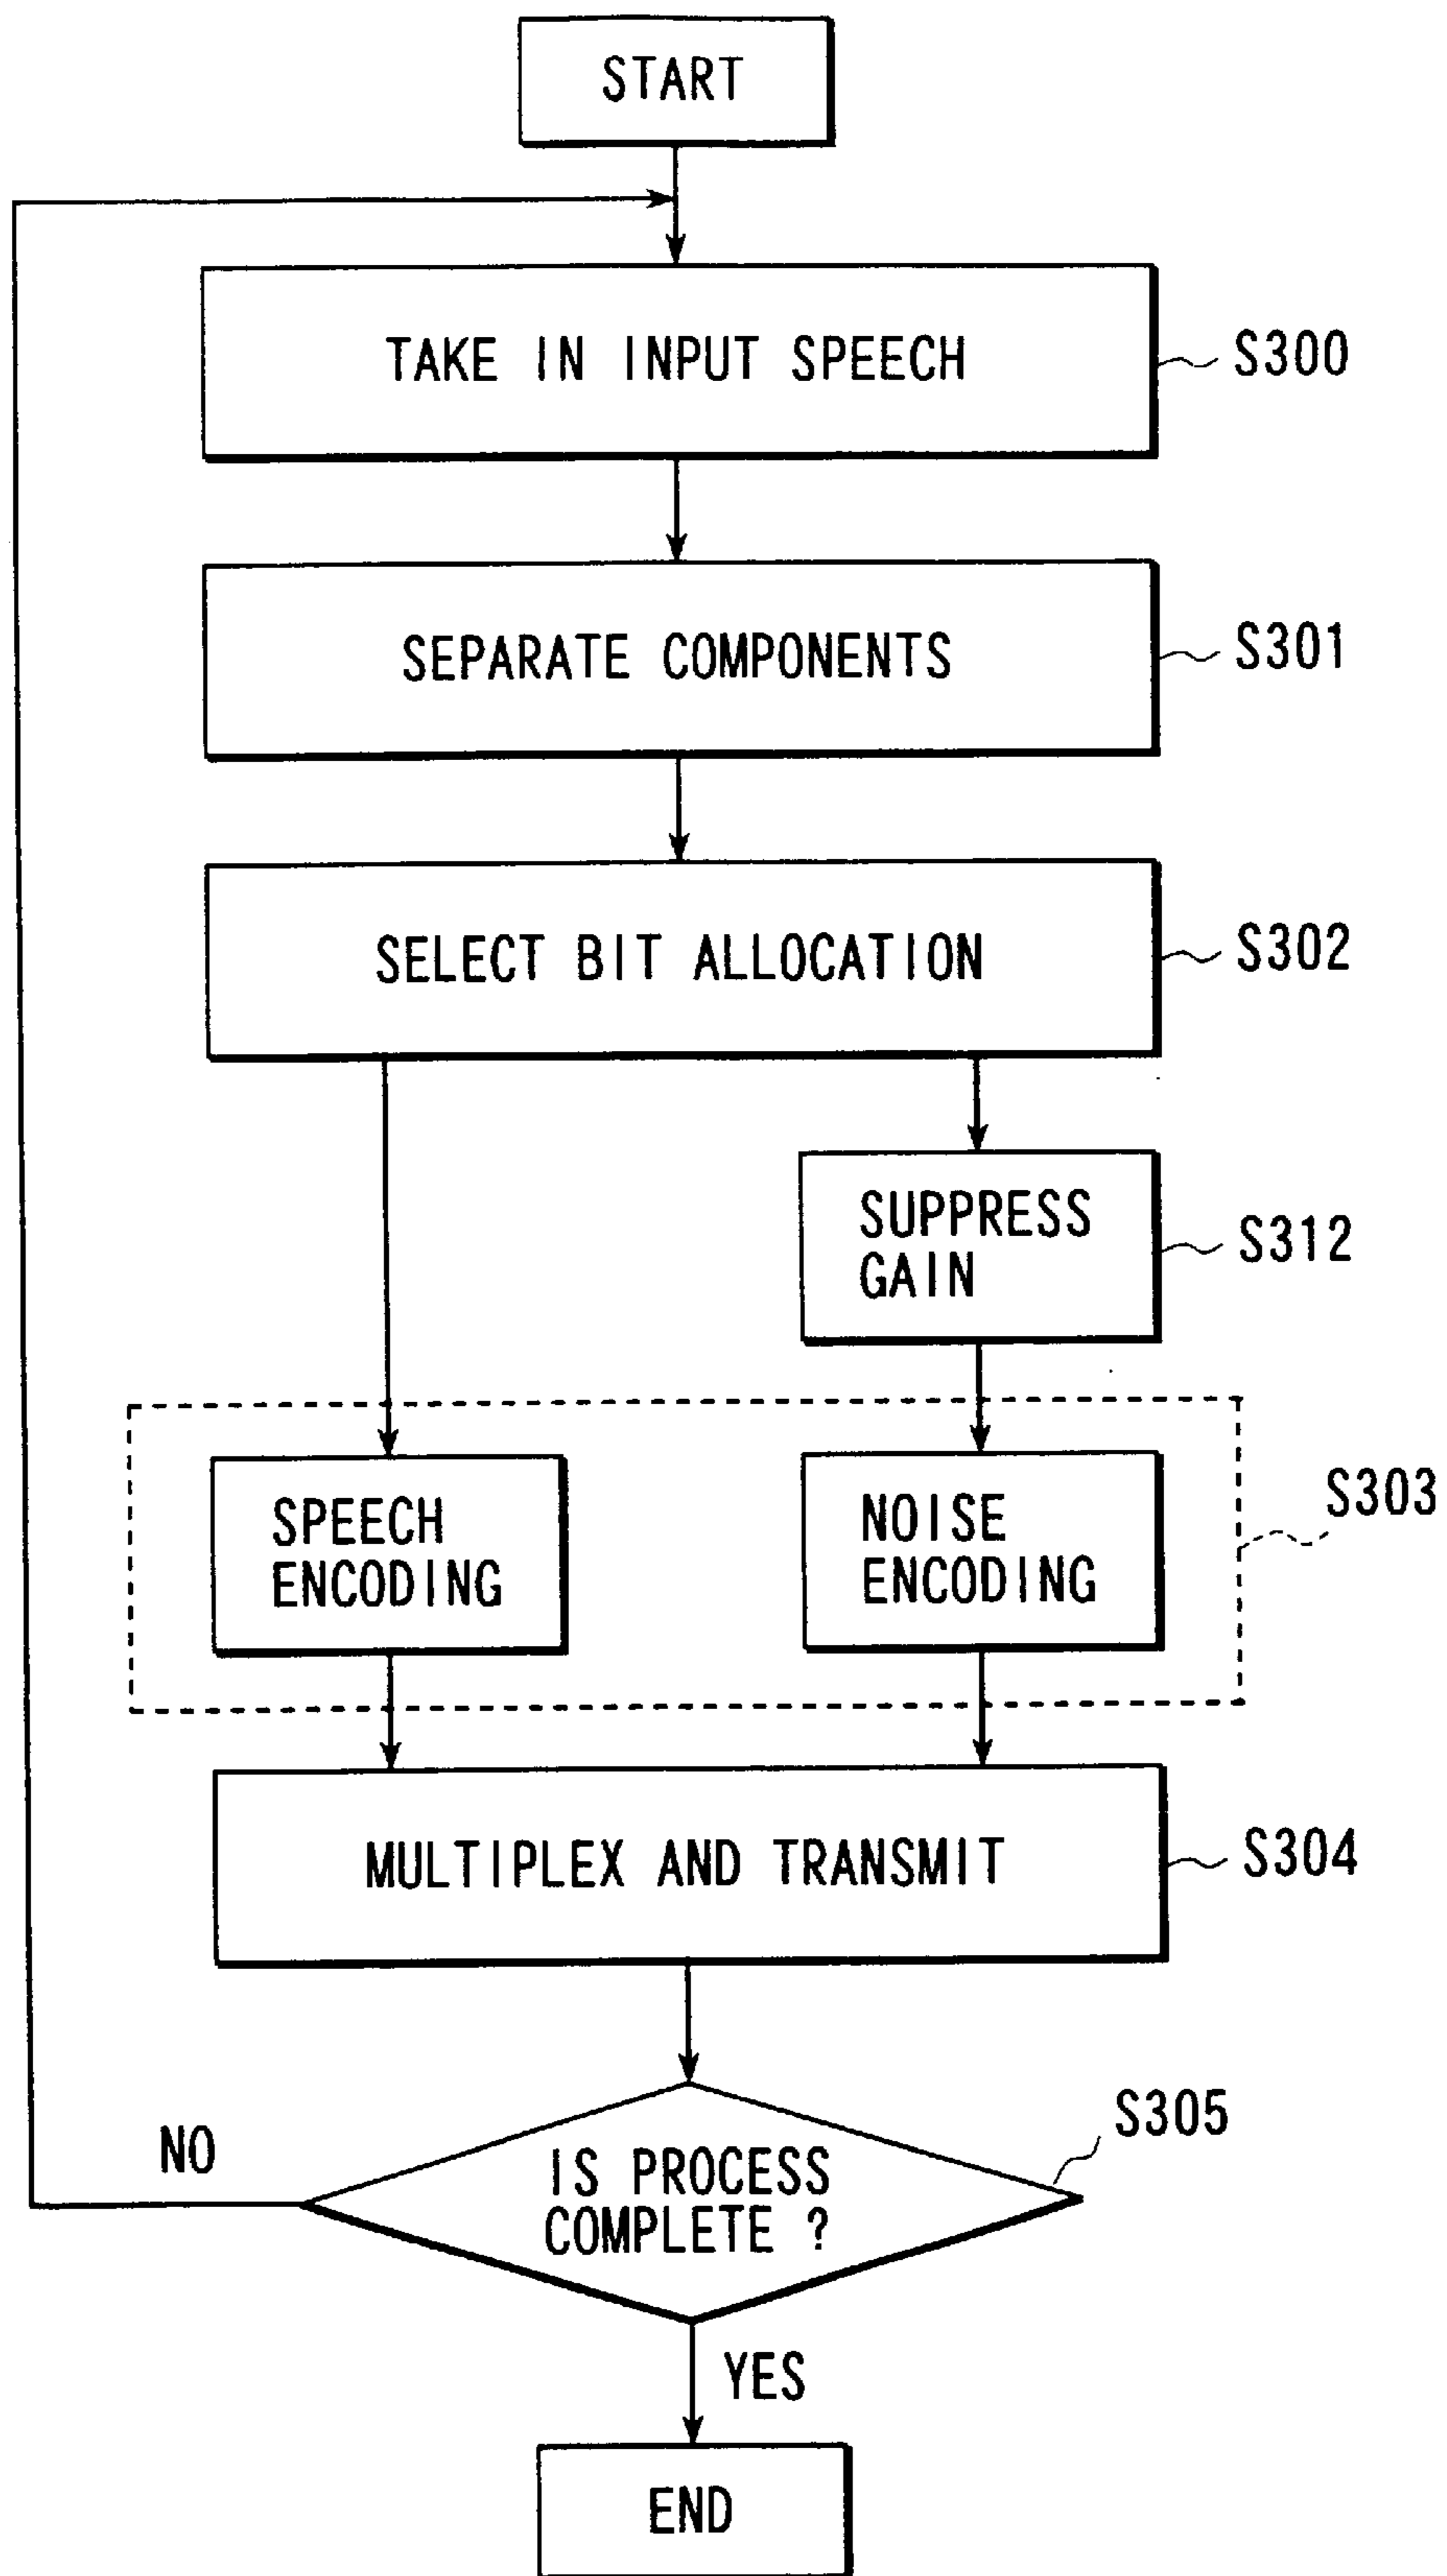 START
TAKE IN INPUT SPEECH
S300
SEPARATE COMPONENTS
S301
SELECT BIT ALLOCATION
S302
SUPPRESS
GAIN
S312
SPEECH
ENCODING
NOISE
ENCODING
S303
MULTIPLEX AND TRANSMIT
S304
S305
NO
IS PROCESS
COMPLETE ?
YES
END